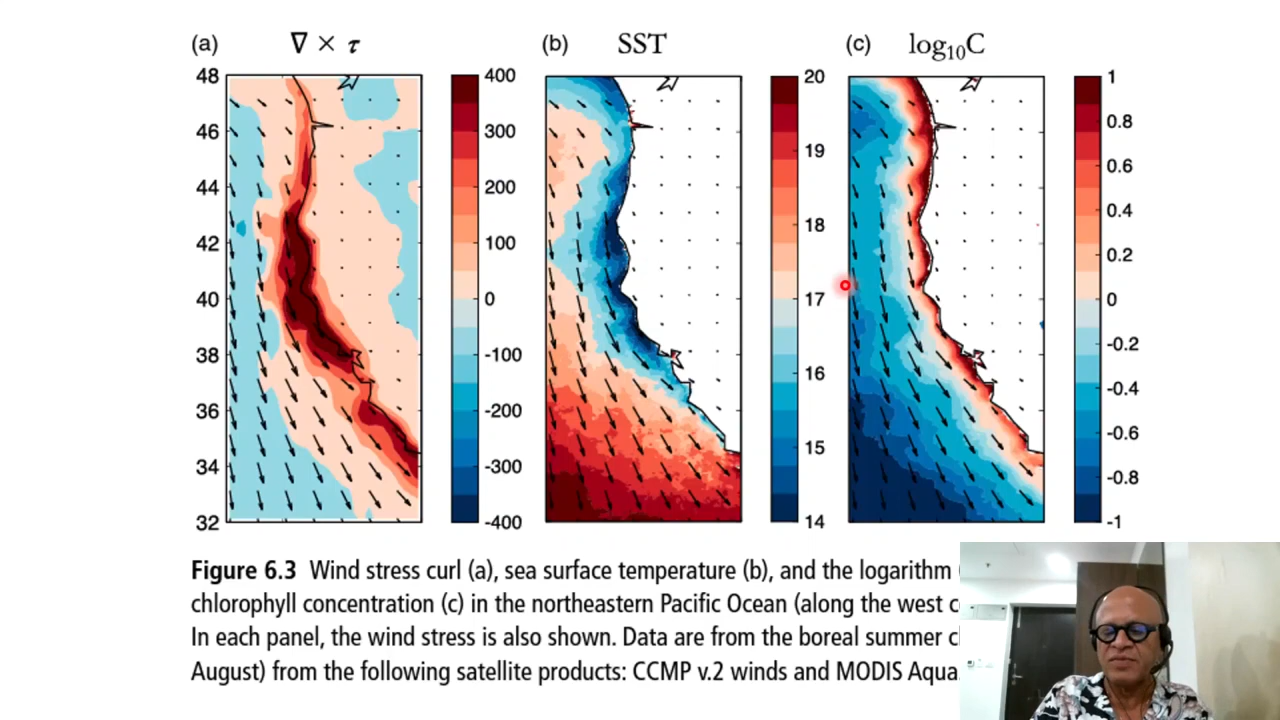 (a) ∇ × τ (b) SST (c) log₁₀C
48 46 44 42 40 38 36 34 32
400 300 200 100 0 -100 -200 -300 -400
20 19 18 17 16 15 14
1 0.8 0.6 0.4 0.2 0 -0.2 -0.4 -0.6 -0.8 -1
Figure 6.3 Wind stress curl (a), sea surface temperature (b), and the logarithm
chlorophyll concentration (c) in the northeastern Pacific Ocean (along the west c
In each panel, the wind stress is also shown. Data are from the boreal summer cl
August) from the following satellite products: CCMP v.2 winds and MODIS Aqua